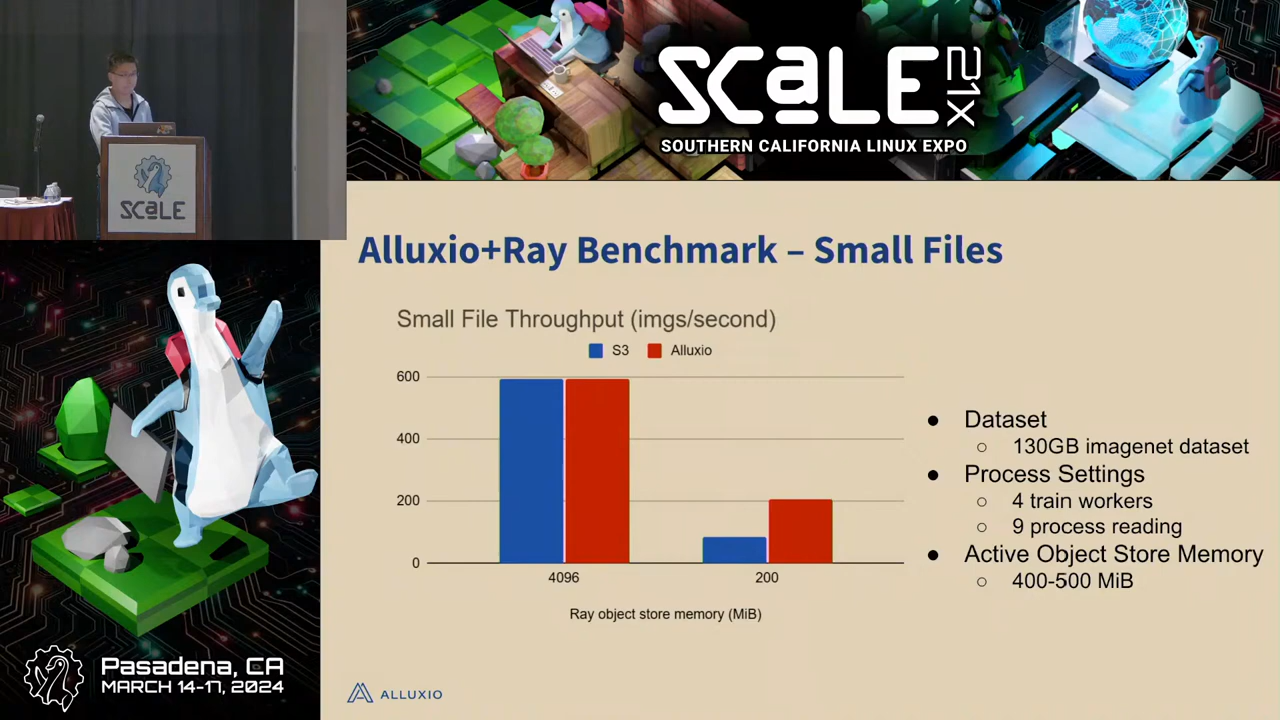 SCaLE 21X
SOUTHERN CALIFORNIA LINUX EXPO
SCaLE
Alluxio+Ray Benchmark – Small Files
Small File Throughput (imgs/second)
S3 Alluxio
600
400
200
0
4096 200
Ray object store memory (MiB)
● Dataset
○ 130GB imagenet dataset
● Process Settings
○ 4 train workers
○ 9 process reading
● Active Object Store Memory
○ 400-500 MiB
Pasadena, CA
MARCH 14-17, 2024
ALLUXIO